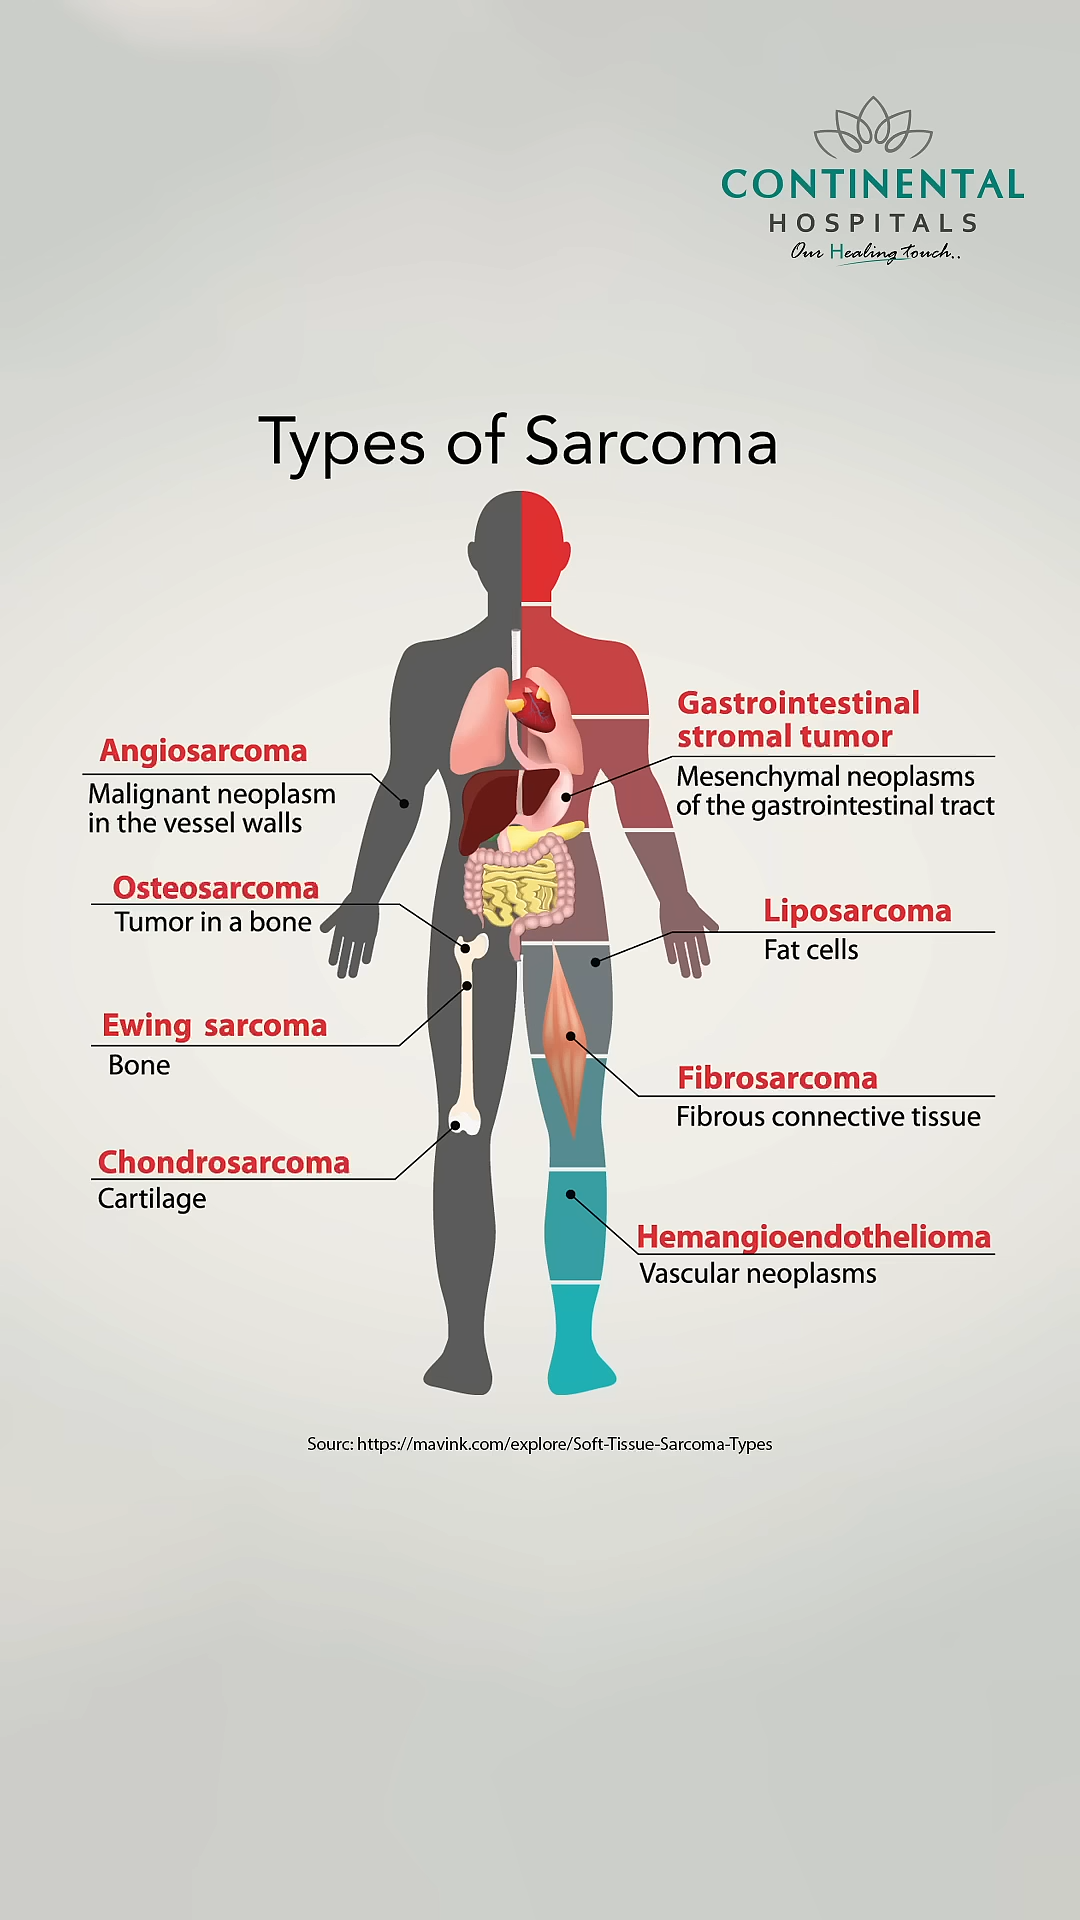 CONTINENTAL
HOSPITALS
Our Healing touch..
Types of Sarcoma
Angiosarcoma
Malignant neoplasm
in the vessel walls
Osteosarcoma
Tumor in a bone
Ewing sarcoma
Bone
Chondrosarcoma
Cartilage
Gastrointestinal
stromal tumor
Mesenchymal neoplasms
of the gastrointestinal tract
Liposarcoma
Fat cells
Fibrosarcoma
Fibrous connective tissue
Hemangioendothelioma
Vascular neoplasms
Sourc: https://mavink.com/explore/Soft-Tissue-Sarcoma-Types